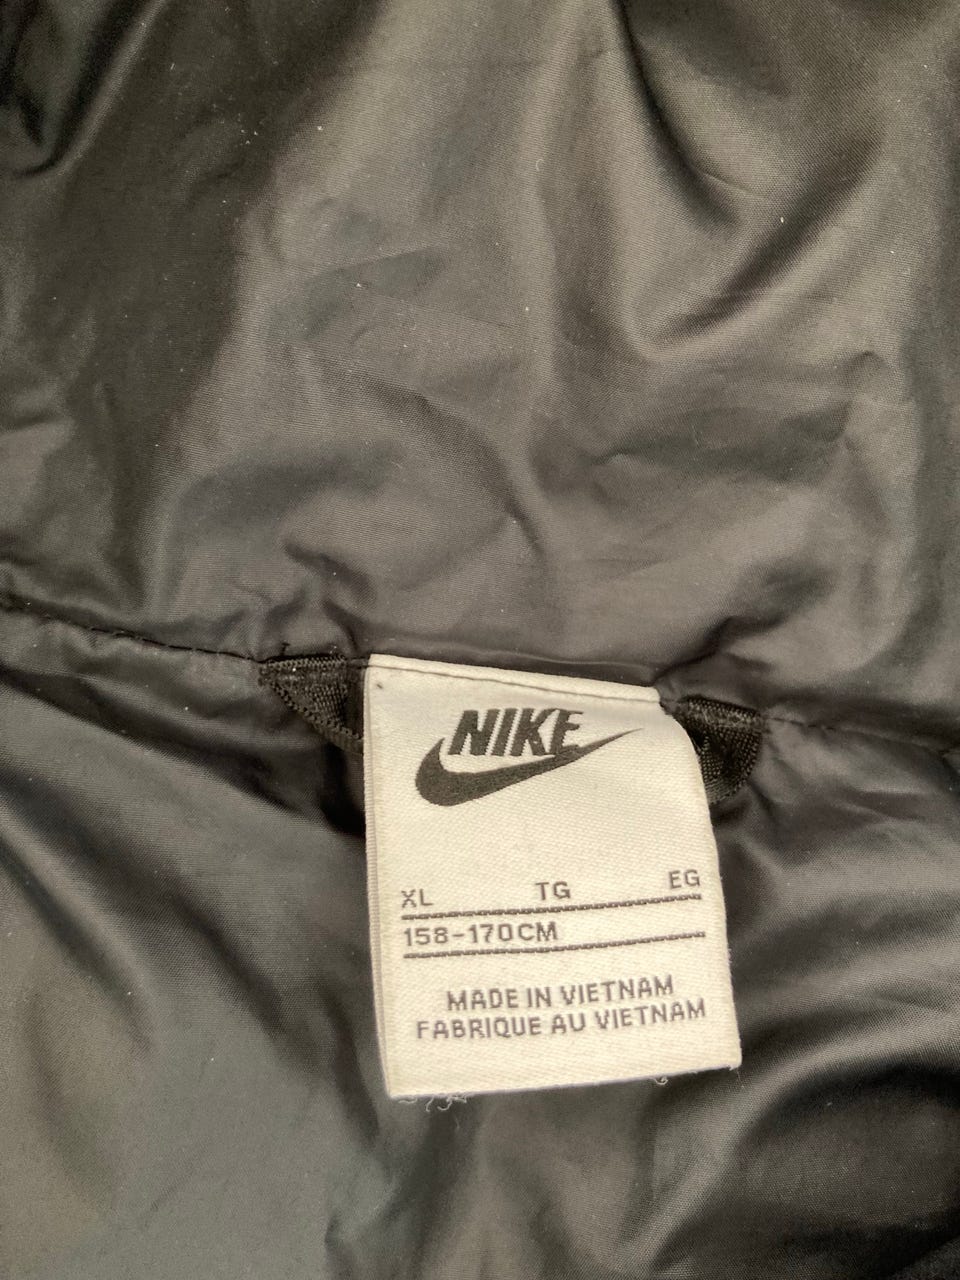 NIKE
XL TG EG
158-170CM
MADE IN VIETNAM
FABRIQUE AU VIETNAM